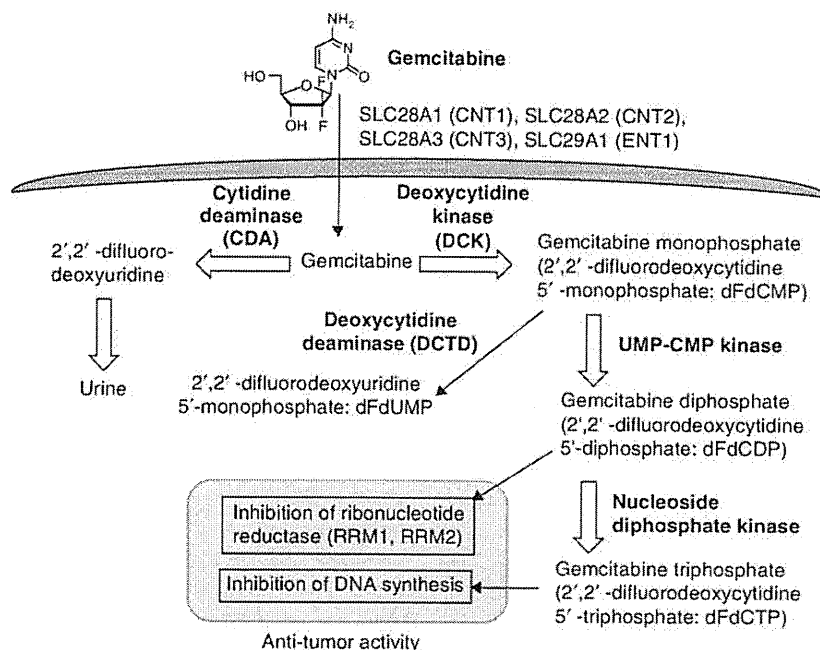 NH2
N
N
O
HO
O
F
F
OH
Gemcitabine
SLC28A1 (CNT1), SLC28A2 (CNT2),
SLC28A3 (CNT3), SLC29A1 (ENT1)
Cytidine
deaminase
(CDA)
Deoxycytidine
kinase
(DCK)
2′,2′ -difluoro-
deoxyuridine
Gemcitabine
Gemcitabine monophosphate
(2′,2′ -difluorodeoxycytidine
5′ -monophosphate: dFdCMP)
Urine
Deoxycytidine
deaminase (DCTD)
UMP-CMP kinase
2′,2′ -difluorodeoxyuridine
5′-monophosphate: dFdUMP
Gemcitabine diphosphate
(2′,2′ -difluorodeoxycytidine
5′-diphosphate: dFdCDP)
Inhibition of ribonucleotide
reductase (RRM1, RRM2)
Nucleoside
diphosphate kinase
Inhibition of DNA synthesis
Gemcitabine triphosphate
(2′,2′ -difluorodeoxycytidine
5′ -triphosphate: dFdCTP)
Anti-tumor activity